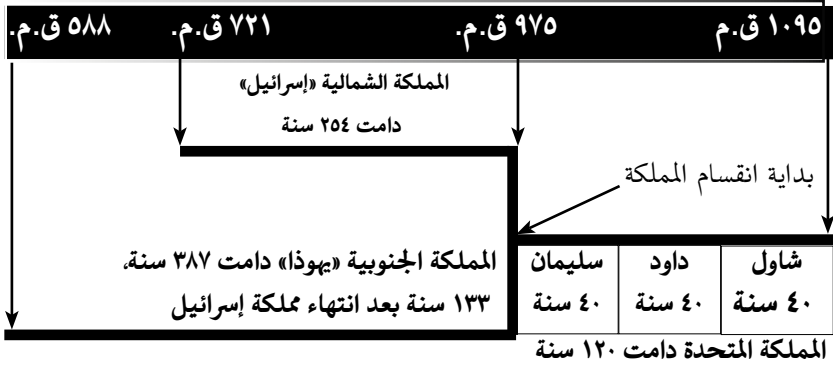 ١٠٩٥ ق.م ٩٧٥ ق.م. ٧٢١ ق.م. ٥٨٨ ق.م.
المملكة الشمالية «إسرائيل»
دامت ٢٥٤ سنة
بداية انقسام المملكة
شاول
٤٠ سنة
داود
٤٠ سنة
سليمان
٤٠ سنة
المملكة الجنوبية «يهوذا» دامت ٣٨٧ سنة،
١٣٣ سنة بعد انتهاء مملكة إسرائيل
المملكة المتحدة دامت ١٢٠ سنة